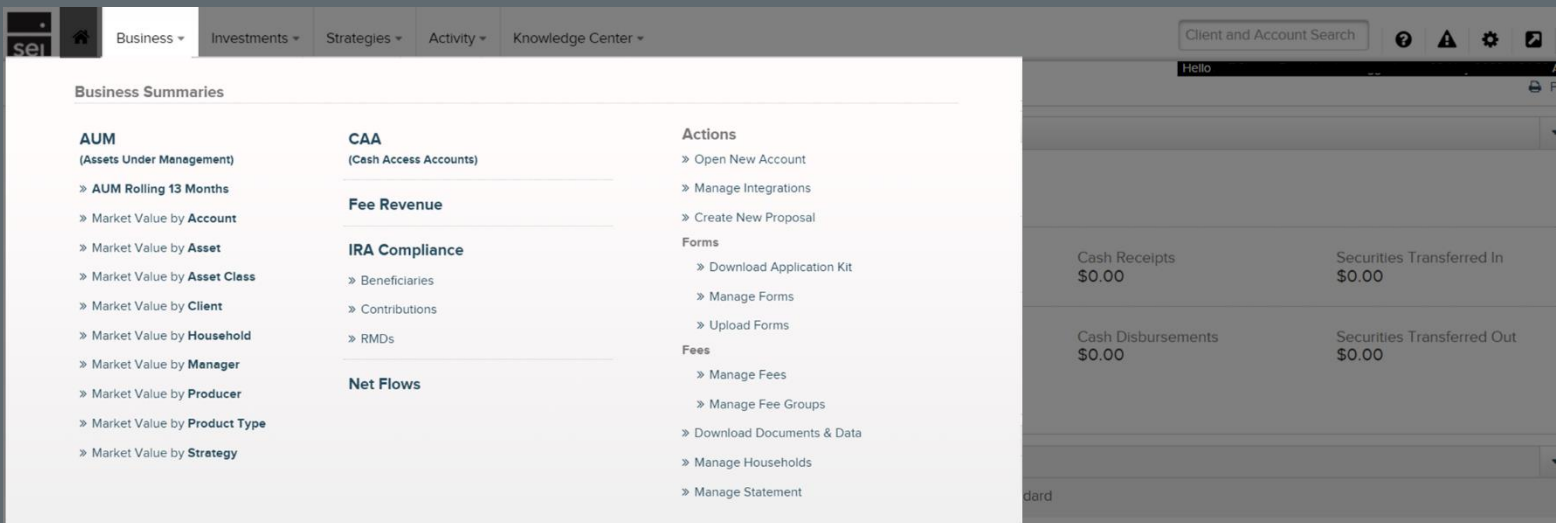 sei
Business
Investments
Strategies
Activity
Knowledge Center
Client and Account Search
Hello
Business Summaries
AUM
(Assets Under Management)
» AUM Rolling 13 Months
» Market Value by Account
» Market Value by Asset
» Market Value by Asset Class
» Market Value by Client
» Market Value by Household
» Market Value by Manager
» Market Value by Producer
» Market Value by Product Type
» Market Value by Strategy
CAA
(Cash Access Accounts)
Fee Revenue
IRA Compliance
» Beneficiaries
» Contributions
» RMDs
Net Flows
Actions
» Open New Account
» Manage Integrations
» Create New Proposal
Forms
» Download Application Kit
» Manage Forms
» Upload Forms
Fees
» Manage Fees
» Manage Fee Groups
» Download Documents & Data
» Manage Households
» Manage Statement
Cash Receipts
$0.00
Securities Transferred In
$0.00
Cash Disbursements
$0.00
Securities Transferred Out
$0.00
dard